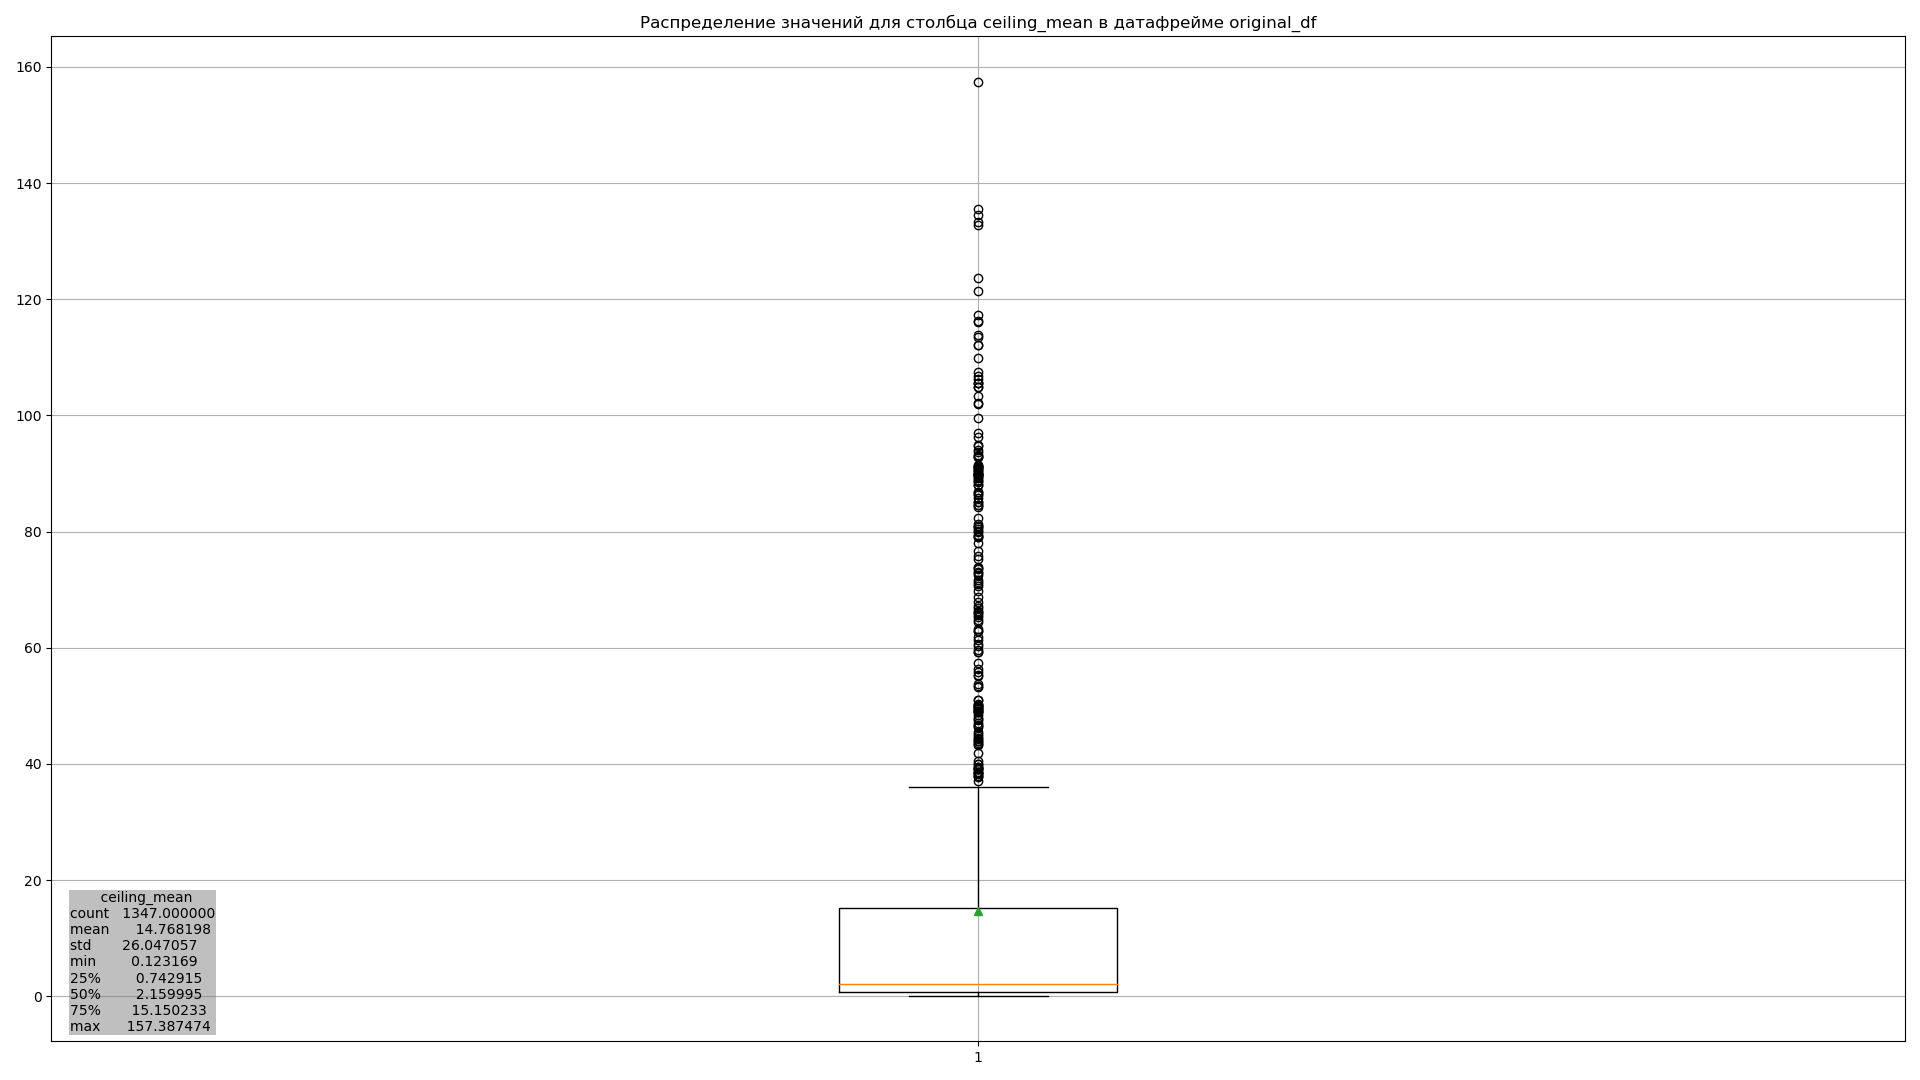 Распределение значений для столбца ceiling_mean в датафрейме original_df
160
140
120
100
80
60
40
20
0
ceiling_mean
count 1347.000000
mean 14.768198
std 26.047057
min 0.123169
25% 0.742915
50% 2.159995
75% 15.150233
max 157.387474
1